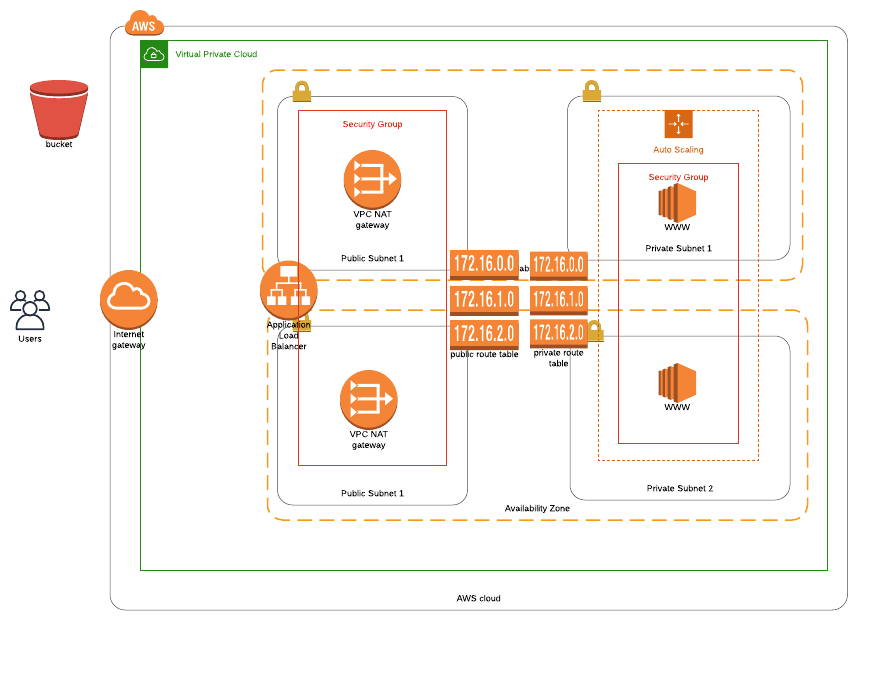 AWS
Virtual Private Cloud
bucket
Security Group
VPC NAT
gateway
Public Subnet 1
Auto Scaling
Security Group
WWW
Private Subnet 1
172.16.0.0
172.16.1.0
172.16.2.0
public route table
ab
172.16.0.0
172.16.1.0
172.16.2.0
private route
table
Users
Internet
gateway
Application
Load
Balancer
VPC NAT
gateway
Public Subnet 1
WWW
Private Subnet 2
Availability Zone
AWS cloud